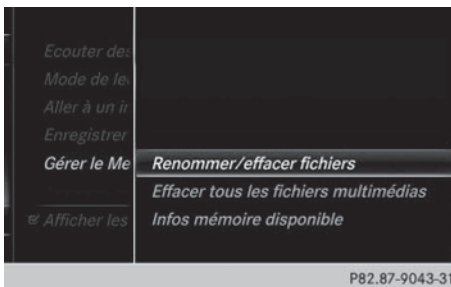 Ecouter des
Mode de le
Aller à un
Enregistrer
Gérer le Me
Afficher les
Renommer/effacer fichiers
Effacer tous les fichiers multimédias
Infos mémoire disponible
P82.87-9043-31